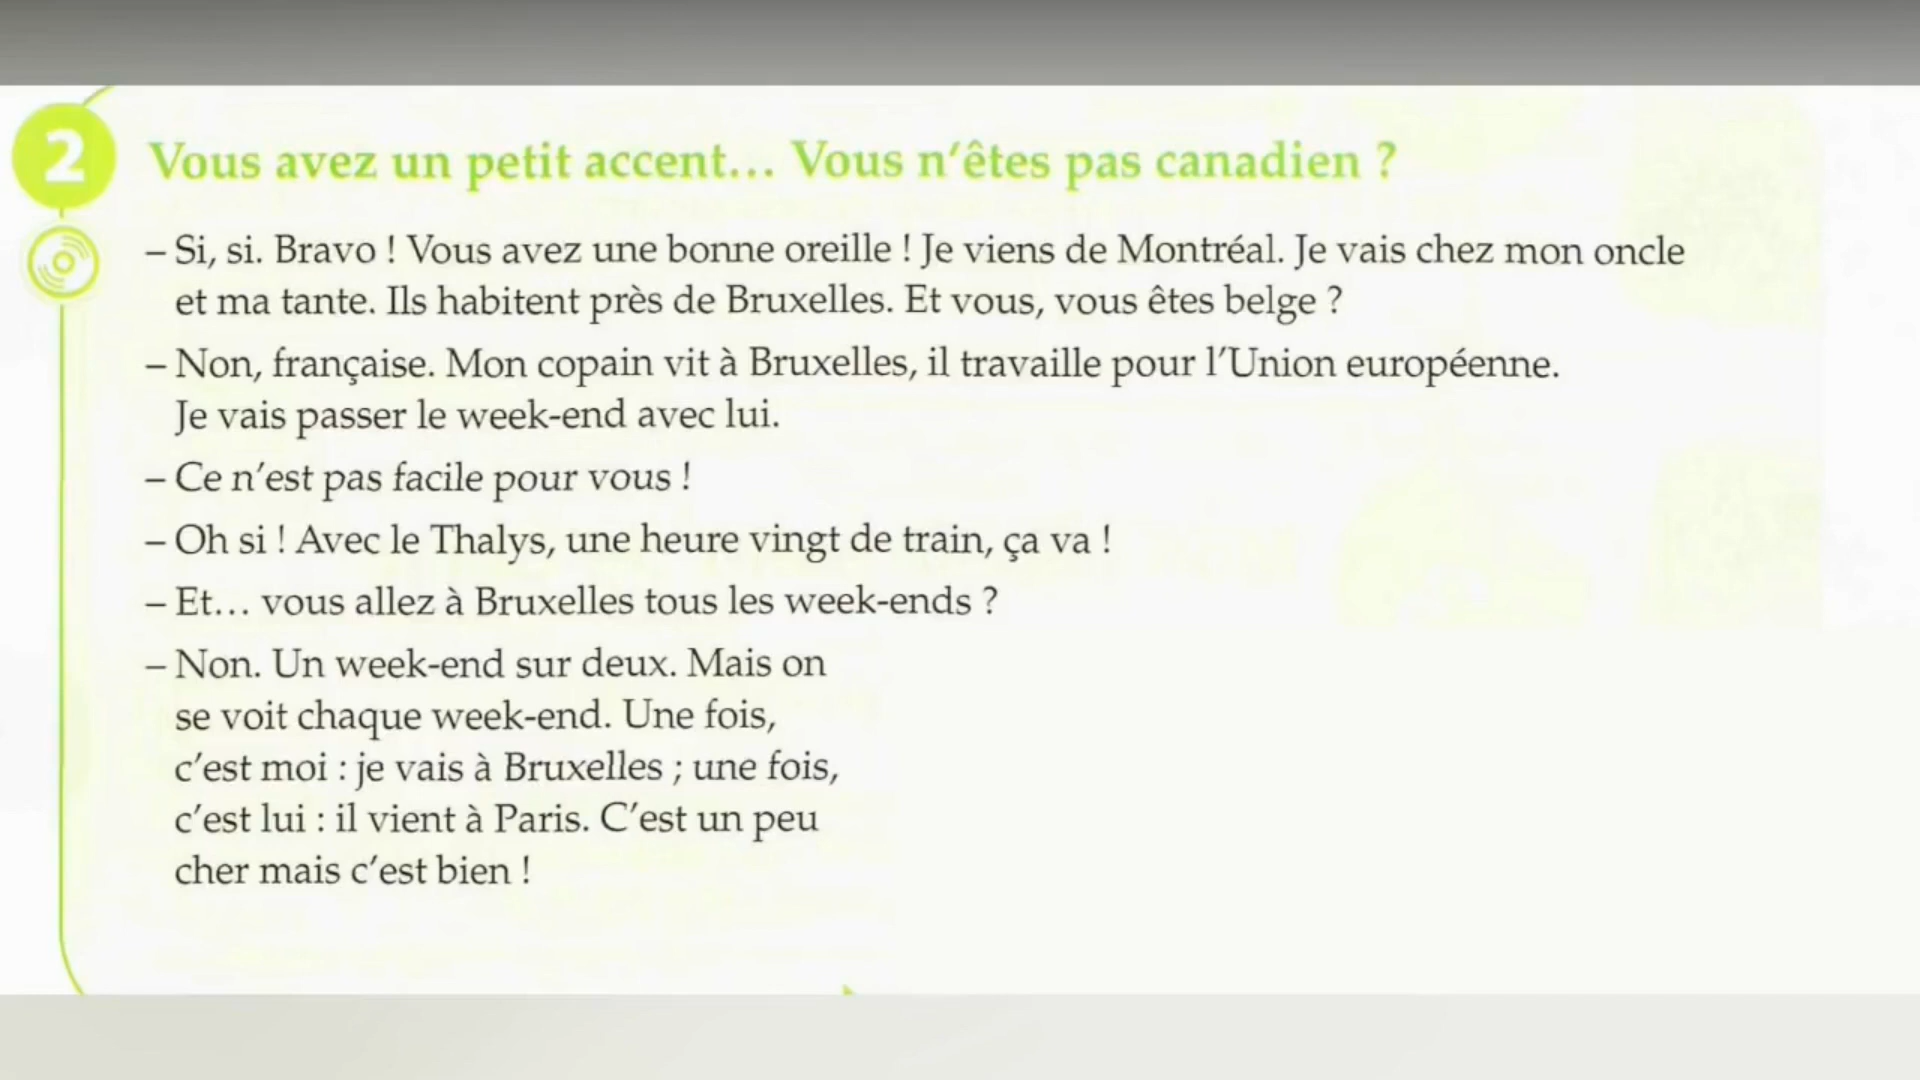 2
Vous avez un petit accent... Vous n'êtes pas canadien ?
– Si, si. Bravo ! Vous avez une bonne oreille ! Je viens de Montréal. Je vais chez mon oncle
et ma tante. Ils habitent près de Bruxelles. Et vous, vous êtes belge ?
– Non, française. Mon copain vit à Bruxelles, il travaille pour l'Union européenne.
Je vais passer le week-end avec lui.
– Ce n'est pas facile pour vous !
– Oh si ! Avec le Thalys, une heure vingt de train, ça va !
– Et... vous allez à Bruxelles tous les week-ends ?
– Non. Un week-end sur deux. Mais on
se voit chaque week-end. Une fois,
c'est moi : je vais à Bruxelles ; une fois,
c'est lui : il vient à Paris. C'est un peu
cher mais c'est bien !